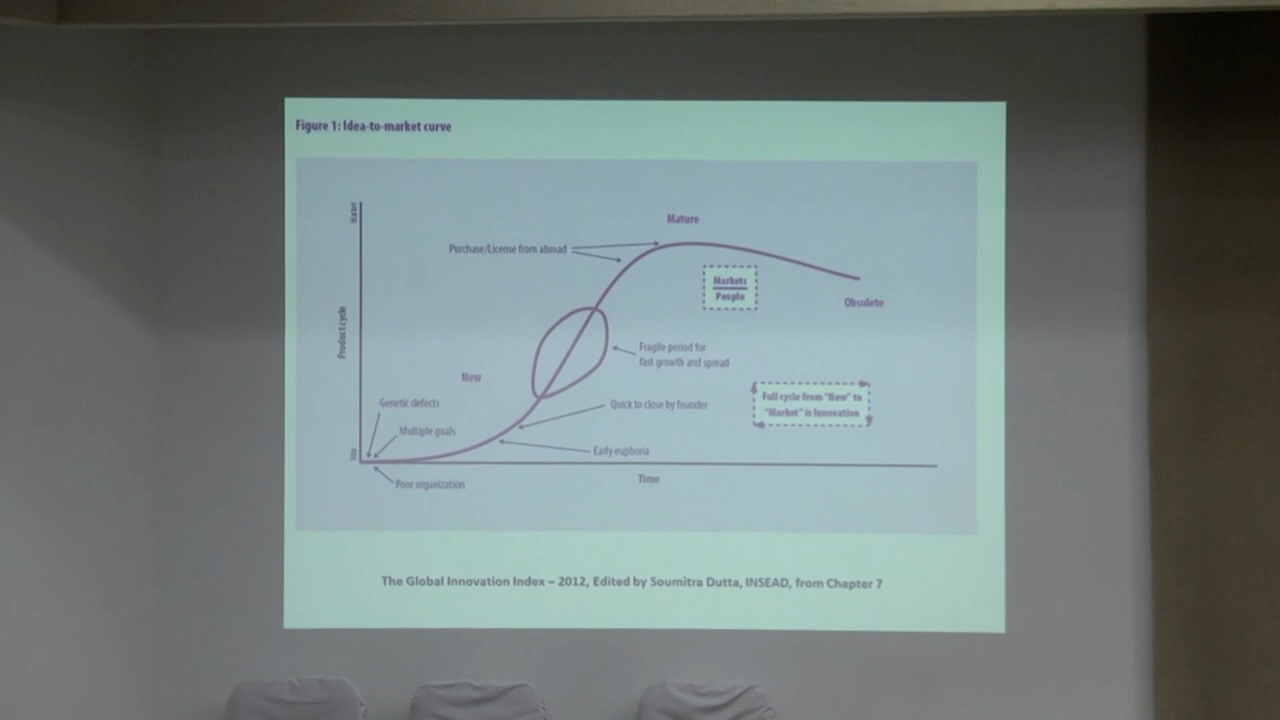 Figure 1: Idea-to-market curve
Market
Mature
Purchase/License from abroad
Markets
People
Obsolete
Product cycle
Fragile period for
fast growth and spread
New
Full cycle from "New" to
"Market" is Innovation
Genetic defects
Quick to close by founder
Multiple goals
Early euphoria
Idea
Time
Poor organization
The Global Innovation Index – 2012, Edited by Soumitra Dutta, INSEAD, from Chapter 7